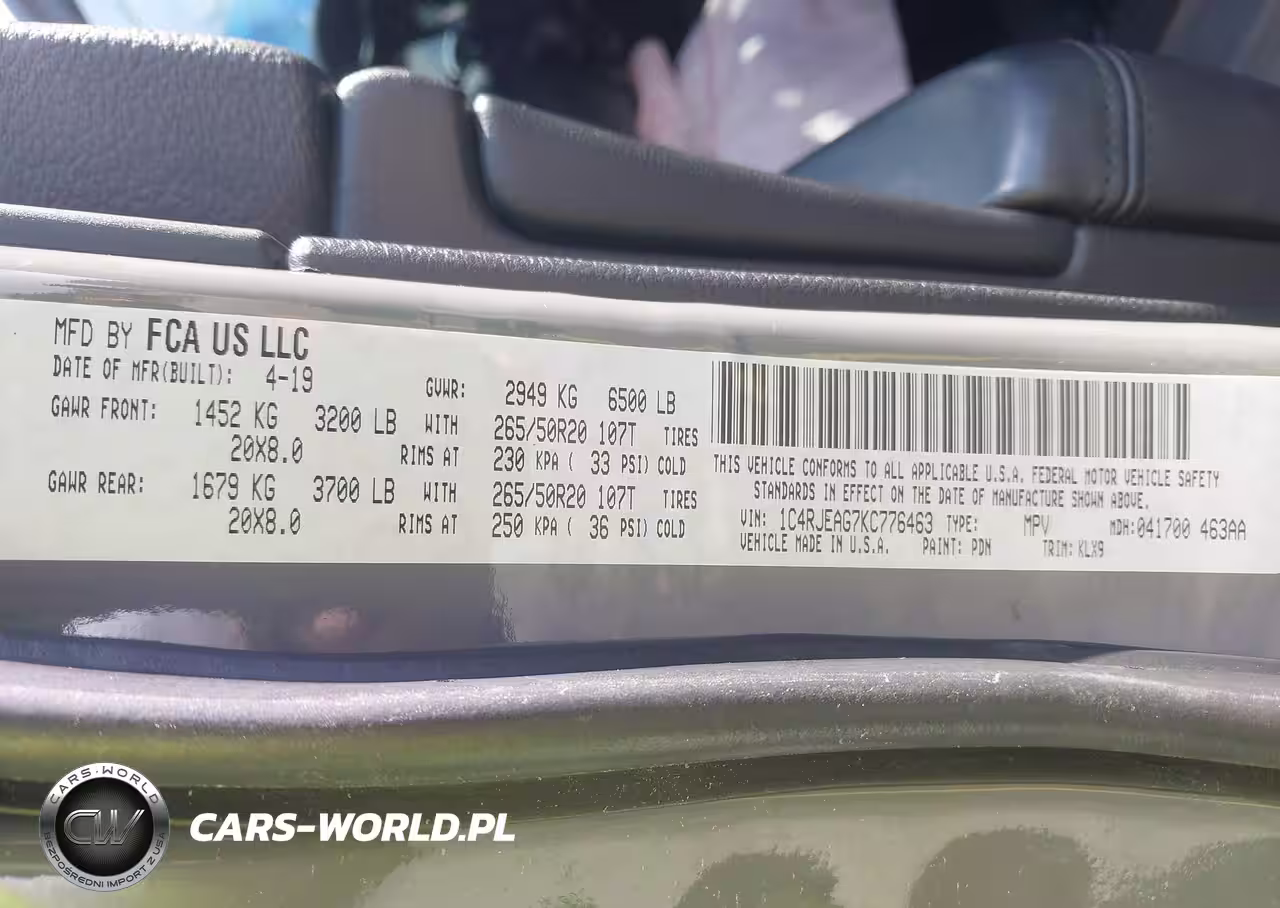 MFD BY FCA US LLC
DATE OF MFR(BUILT): 4-19
GVWR: 2949 KG 6500 LB
GAWR FRONT: 1452 KG 3200 LB WITH 265/50R20 107T TIRES
20X8.0 RIMS AT 230 KPA ( 33 PSI) COLD
GAWR REAR: 1679 KG 3700 LB WITH 265/50R20 107T TIRES
20X8.0 RIMS AT 250 KPA ( 36 PSI) COLD
THIS VEHICLE CONFORMS TO ALL APPLICABLE U.S.A. FEDERAL MOTOR VEHICLE SAFETY
STANDARDS IN EFFECT ON THE DATE OF MANUFACTURE SHOWN ABOVE.
VIN: 1C4RJEAG7KC776463 TYPE: MPV MDH:041700 463AA
VEHICLE MADE IN U.S.A. PAINT: PDN TRIM: KLX9
CARS-WORLD
CW
BEZPOŚREDNI IMPORT Z USA
CARS-WORLD.PL